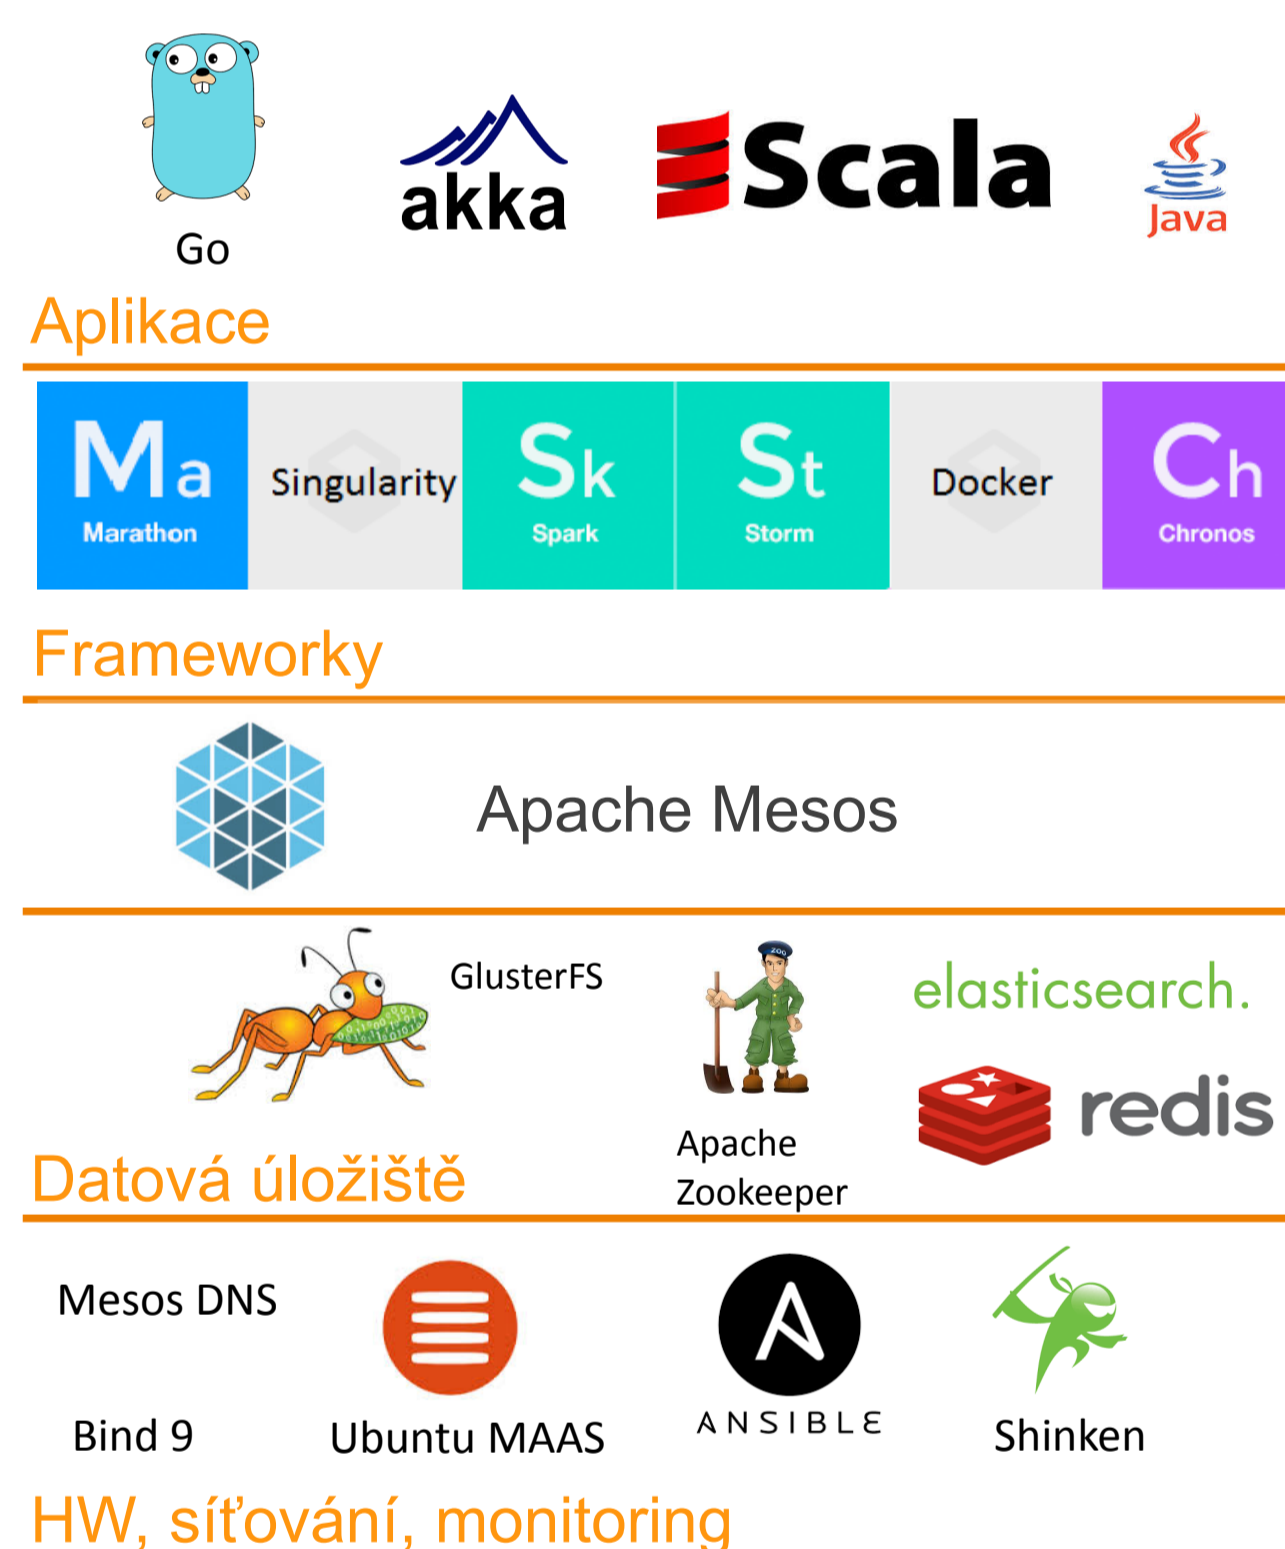 Go
akka
Scala
Java
Aplikace
Ma
Marathon
Singularity
Sk
Spark
St
Storm
Docker
Ch
Chronos
Frameworky
Apache Mesos
GlusterFS
ZOO
Apache
Zookeeper
elasticsearch.
redis
Datová úložiště
Mesos DNS
Bind 9
Ubuntu MAAS
ANSIBLE
Shinken
HW, síťování, monitoring